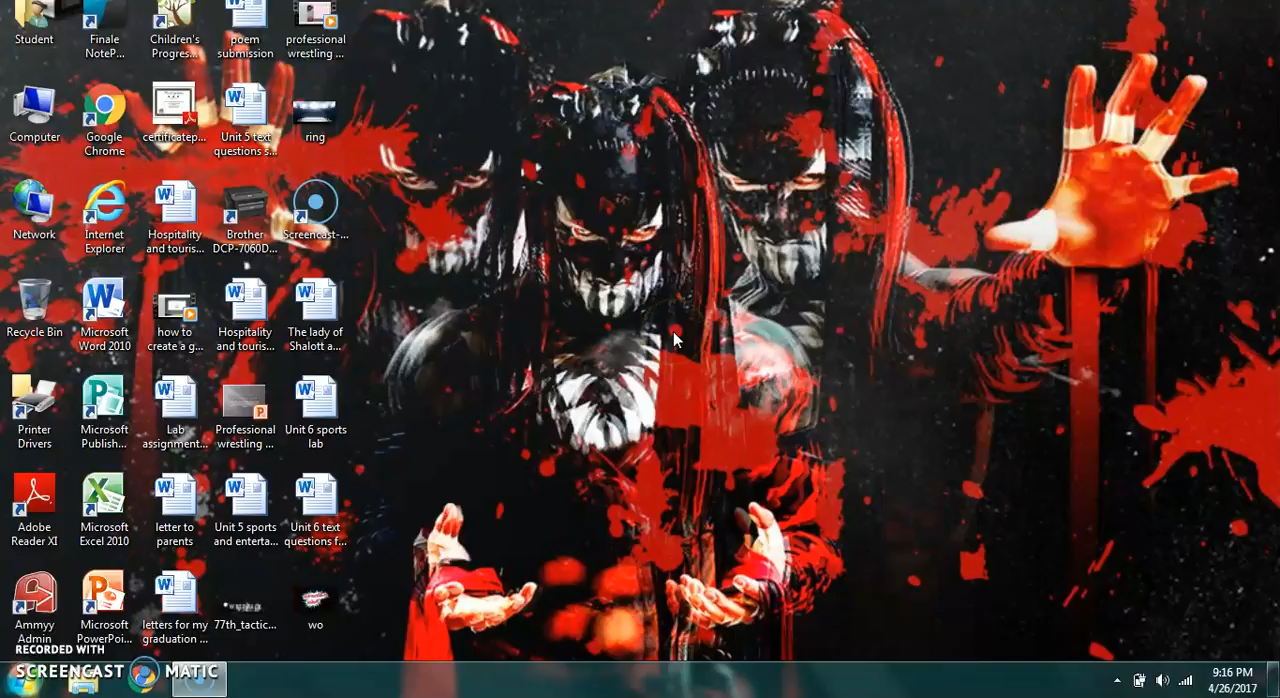 Student
Finale
NoteP...
Children's
Progres...
poem
submission
professional
wrestling ...
Computer
Google
Chrome
certificatep...
Unit 5 text
questions s...
ring
Network
Internet
Explorer
Hospitality
and touris...
Brother
DCP-7060D...
Screencast-...
Recycle Bin
Microsoft
Word 2010
how to
create a g...
Hospitality
and touris...
The lady of
Shalott a...
Printer
Drivers
Microsoft
Publish...
Lab
assignment...
Professional
wrestling ...
Unit 6 sports
lab
Adobe
Reader XI
Microsoft
Excel 2010
letter to
parents
Unit 5 sports
and enterta...
Unit 6 text
questions f...
Ammyy
Admin
Microsoft
PowerPoi...
letters for my
graduation ...
77th_tactic...
wo
RECORDED WITH
SCREENCAST MATIC
9:16 PM
4/26/2017